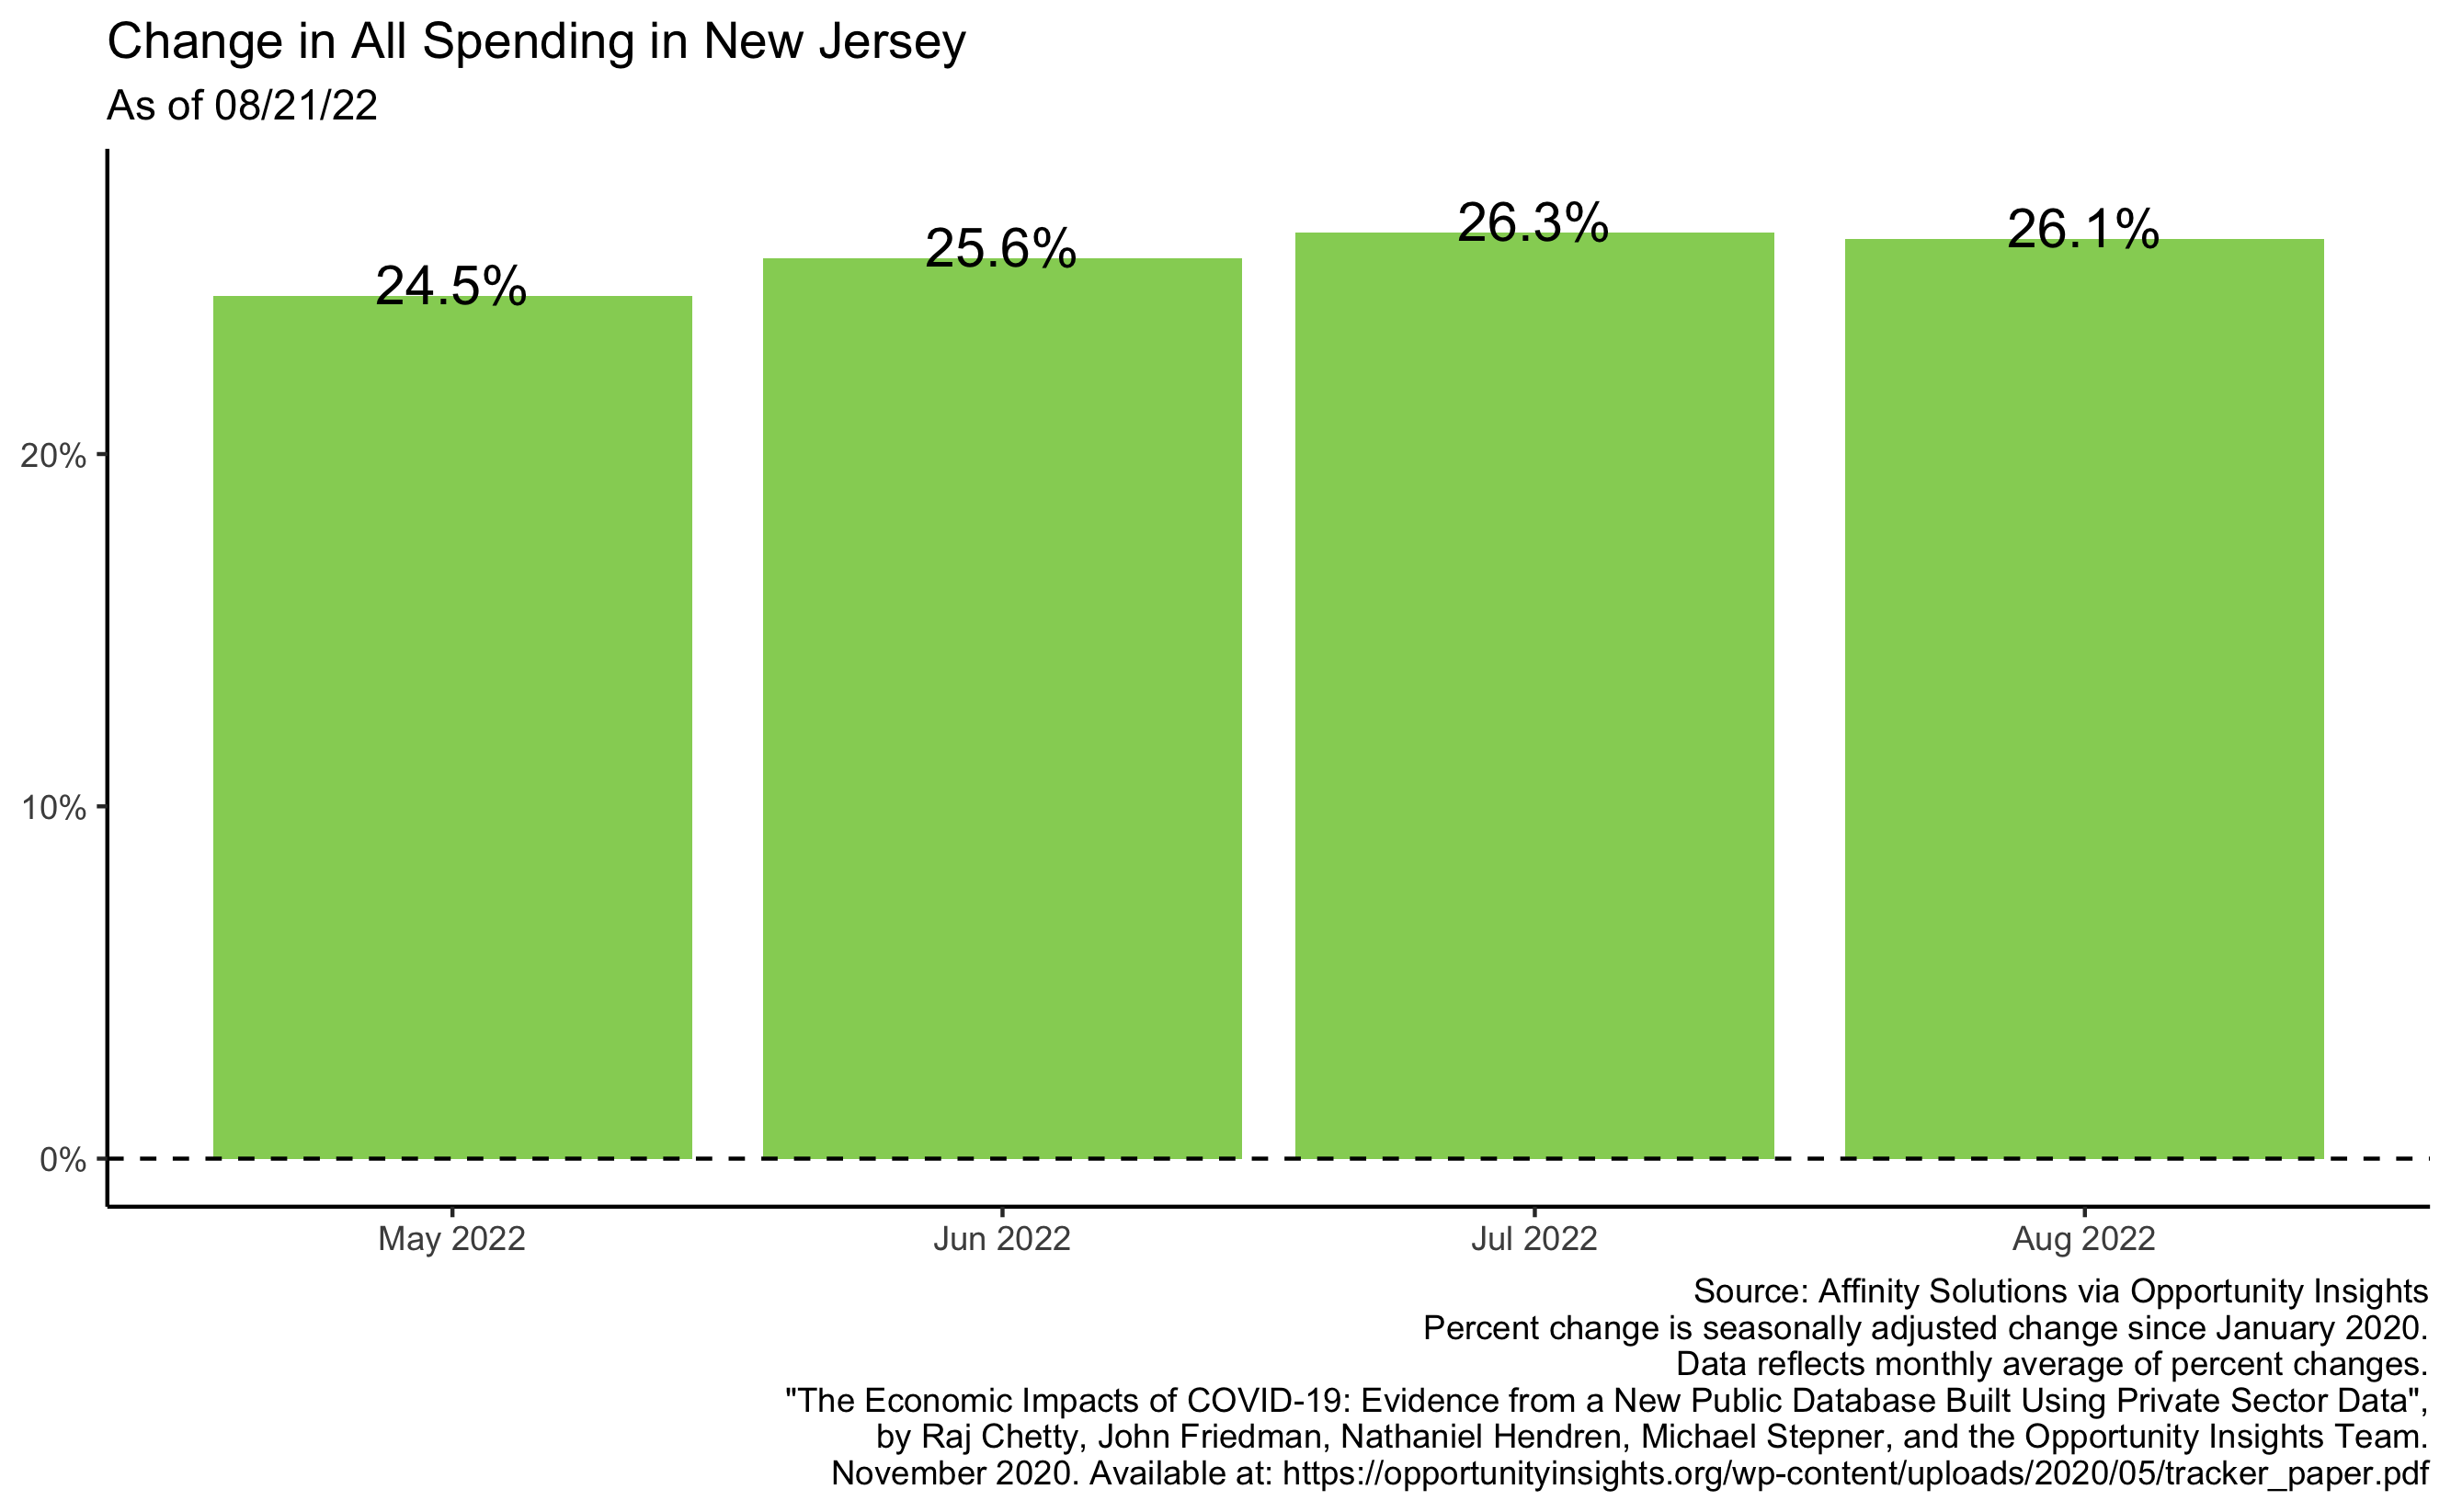 Change in All Spending in New Jersey
As of 08/21/22
24.5%
25.6%
26.3%
26.1%
20%
10%
0%
May 2022
Jun 2022
Jul 2022
Aug 2022
Source: Affinity Solutions via Opportunity Insights
Percent change is seasonally adjusted change since January 2020.
Data reflects monthly average of percent changes.
"The Economic Impacts of COVID-19: Evidence from a New Public Database Built Using Private Sector Data",
by Raj Chetty, John Friedman, Nathaniel Hendren, Michael Stepner, and the Opportunity Insights Team.
November 2020. Available at: https://opportunityinsights.org/wp-content/uploads/2020/05/tracker_paper.pdf